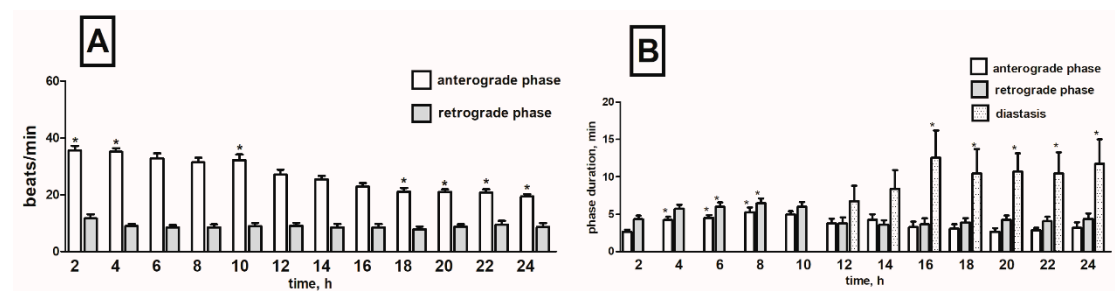 A
anterograde phase
retrograde phase
beats/min
60
40
20
0
* * * * * * *
2 4 6 8 10 12 14 16 18 20 22 24
time, h
B
anterograde phase
retrograde phase
diastasis
phase duration, min
20
15
10
5
0
* * * * * * * * * *
2 4 6 8 10 12 14 16 18 20 22 24
time, h